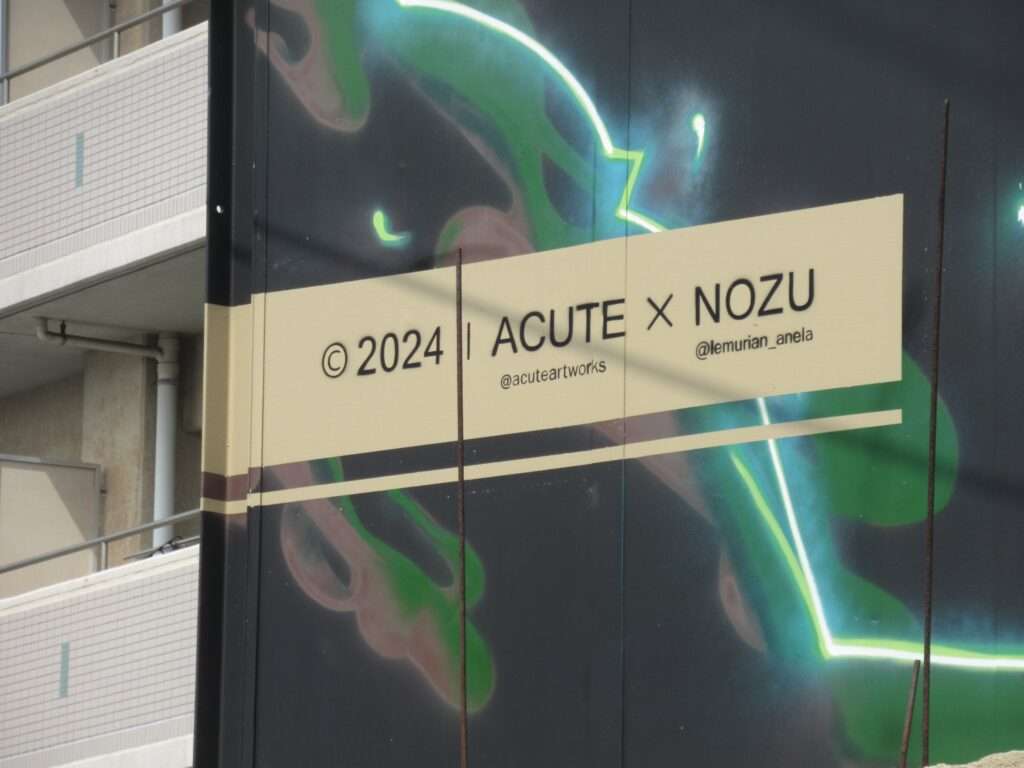 © 2024 | ACUTE × NOZU
@acuteartworks @lemurian_anela